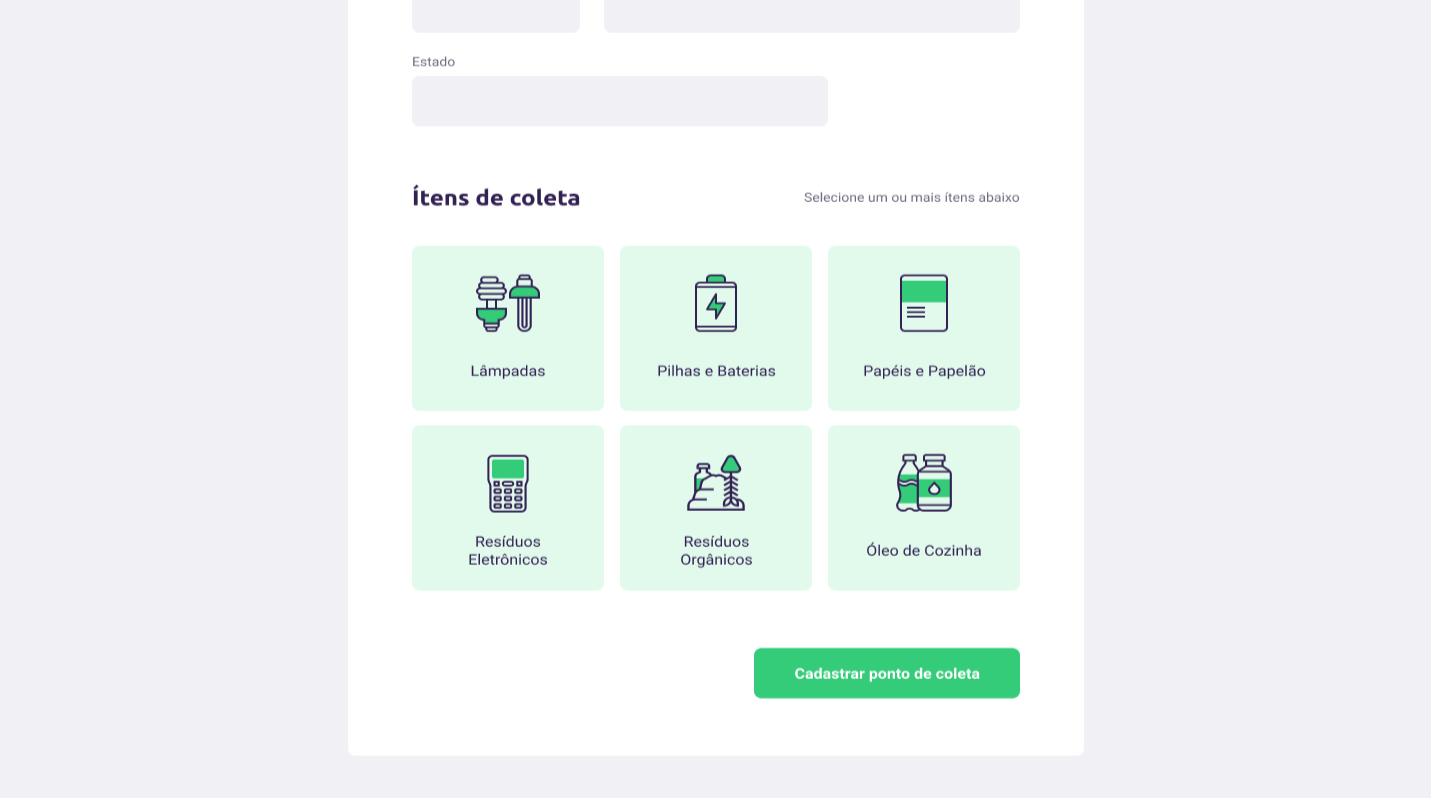 Estado
Ítens de coleta
Selecione um ou mais ítens abaixo
Lâmpadas
Pilhas e Baterias
Papéis e Papelão
Resíduos
Eletrônicos
Resíduos
Orgânicos
Óleo de Cozinha
Cadastrar ponto de coleta